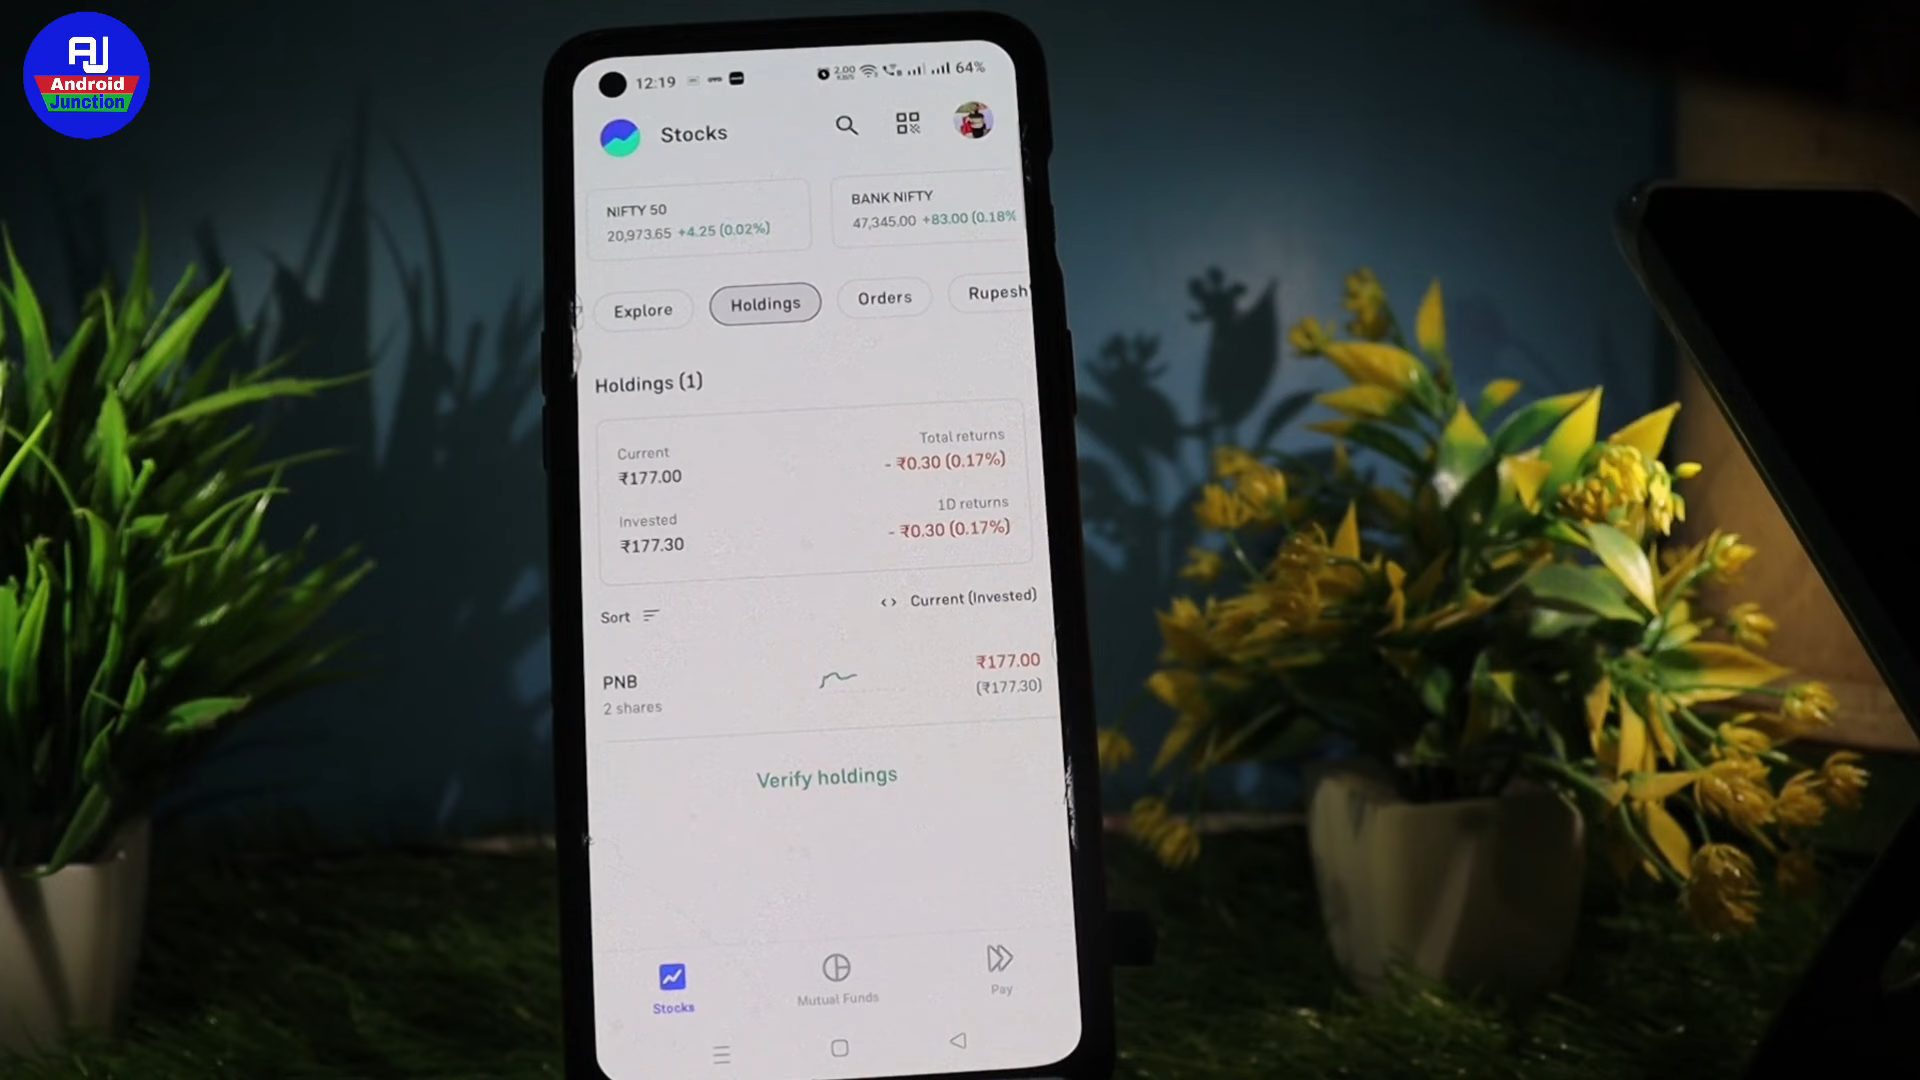 AJ
Android
Junction
12:19
2.00
64%
Stocks
NIFTY 50
20,973.65 +4.25 (0.02%)
BANK NIFTY
47,345.00 +83.00 (0.18%
Explore
Holdings
Orders
Rupesh'
Holdings (1)
Current
₹177.00
Total returns
- ₹0.30 (0.17%)
Invested
₹177.30
1D returns
- ₹0.30 (0.17%)
Sort
<> Current (Invested)
PNB
2 shares
₹177.00
(₹177.30)
Verify holdings
Stocks
Mutual Funds
Pay